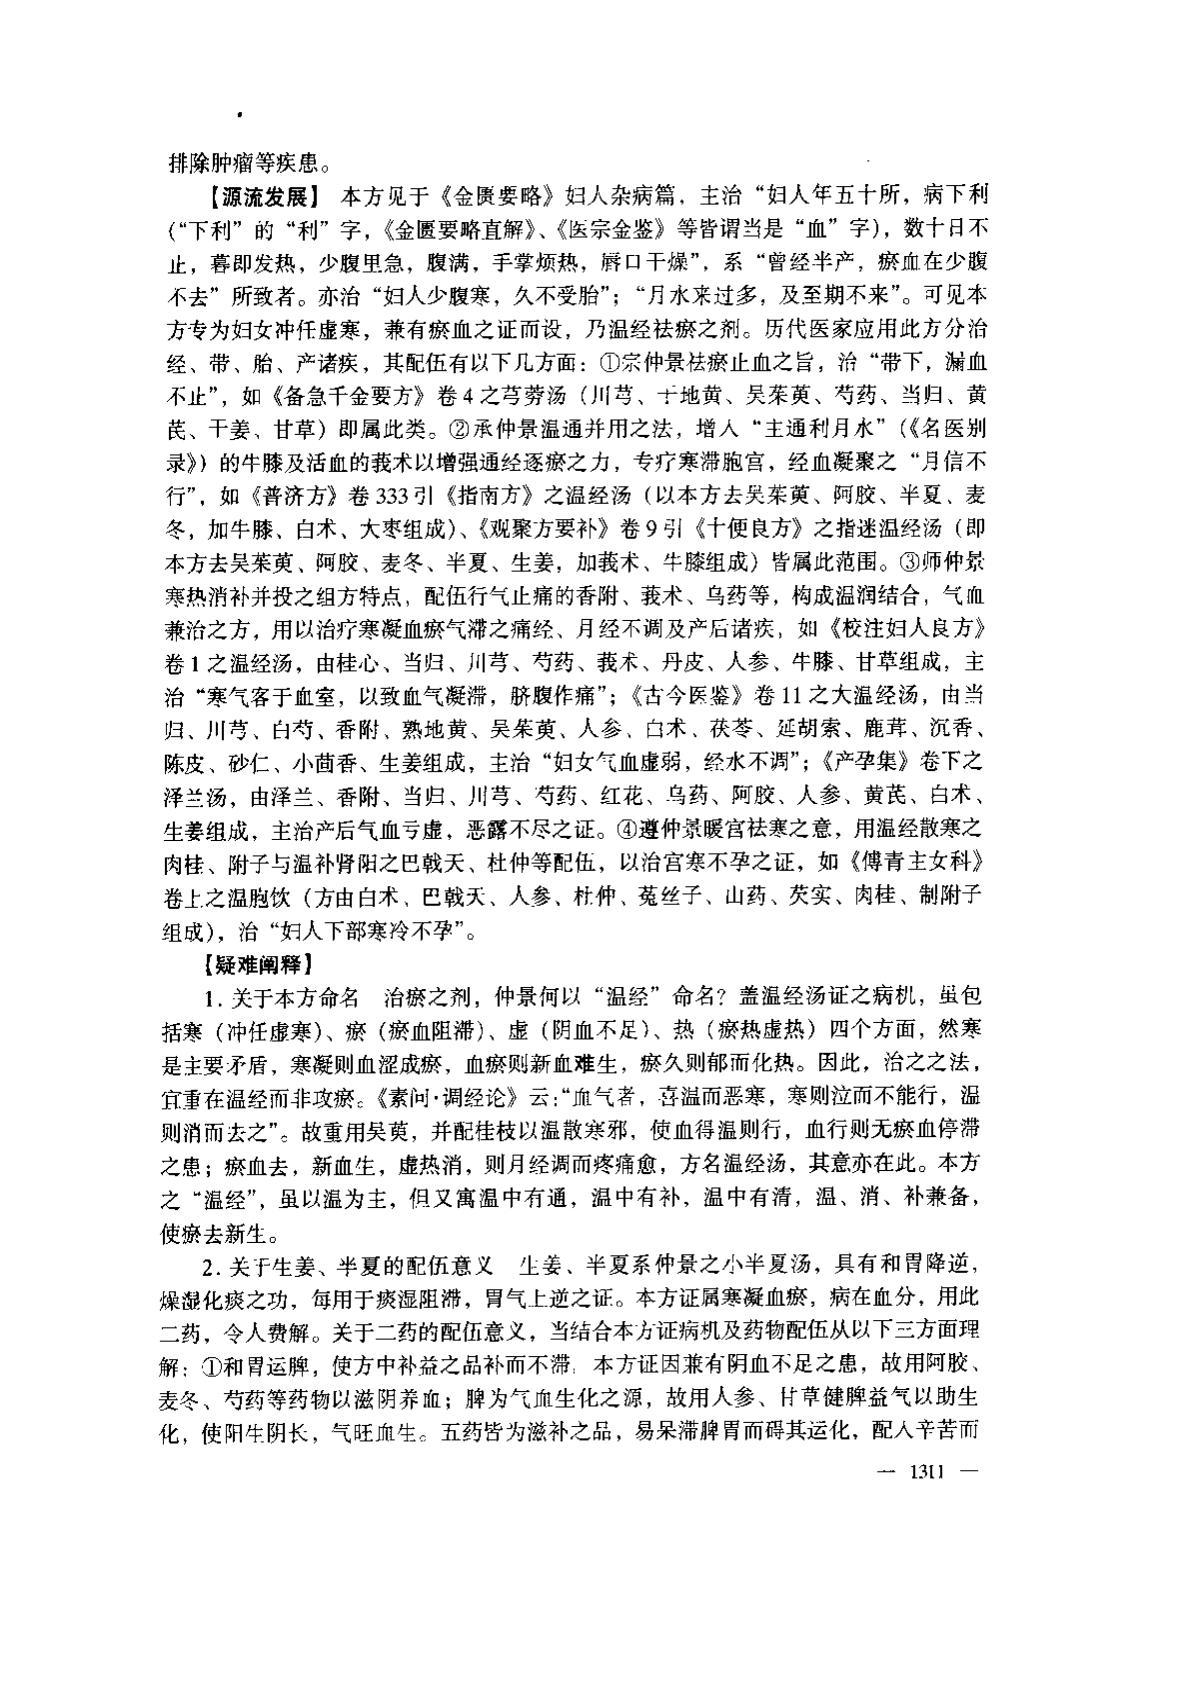 排除肿瘤等疾患。
【源流发展】 本方见于《金匮要略》妇人杂病篇，主治“妇人年五十所，病下利
（“下利”的“利”字，《金匮要略直解》、《医宗金鉴》等皆谓当是“血”字），数十日不
止，暮即发热，少腹里急，腹满，手掌烦热，唇口干燥”，系“曾经半产，瘀血在少腹
不去”所致者。亦治“妇人少腹寒，久不受胎”；“月水来过多，及至期不来”。可见本
方专为妇女冲任虚寒，兼有瘀血之证而设，乃温经祛瘀之剂。历代医家应用此方分治
经、带、胎、产诸疾，其配伍有以下几方面：①宗仲景祛瘀止血之旨，治“带下，漏血
不止”，如《备急千金要方》卷4之芎䓖汤（川芎、干地黄、吴茱萸、芍药、当归、黄
芪、干姜、甘草）即属此类。②承仲景温通并用之法，增入“主通利月水”（《名医别
录》）的牛膝及活血的莪术以增强通经逐瘀之力，专疗寒滞胞宫，经血凝聚之“月信不
行”，如《普济方》卷333引《指南方》之温经汤（以本方去吴茱萸、阿胶、半夏、麦
冬，加牛膝、白术、大枣组成）、《观聚方要补》卷9引《十便良方》之指迷温经汤（即
本方去吴茱萸、阿胶、麦冬、半夏、生姜，加莪术、牛膝组成）皆属此范围。③师仲景
寒热消补并投之组方特点，配伍行气止痛的香附、莪术、乌药等，构成温润结合，气血
兼治之方，用以治疗寒凝血瘀气滞之痛经、月经不调及产后诸疾，如《校注妇人良方》
卷1之温经汤，由桂心、当归、川芎、芍药、莪术、丹皮、人参、牛膝、甘草组成，主
治“寒气客于血室，以致血气凝滞，脐腹作痛”；《古今医鉴》卷11之大温经汤，由当
归、川芎、白芍、香附、熟地黄、吴茱萸、人参、白术、茯苓、延胡索、鹿茸、沉香、
陈皮、砂仁、小茴香、生姜组成，主治“妇女气血虚弱，经水不调”；《产孕集》卷下之
泽兰汤，由泽兰、香附、当归、川芎、芍药、红花、乌药、阿胶、人参、黄芪、白术、
生姜组成，主治产后气血亏虚，恶露不尽之证。④遵仲景暖宫祛寒之意，用温经散寒之
肉桂、附子与温补肾阳之巴戟天、杜仲等配伍，以治宫寒不孕之证，如《傅青主女科》
卷上之温胞饮（方由白术、巴戟天、人参、杜仲、菟丝子、山药、芡实、肉桂、制附子
组成），治“妇人下部寒冷不孕”。
【疑难阐释】
1. 关于本方命名 治瘀之剂，仲景何以“温经”命名？盖温经汤证之病机，虽包
括寒（冲任虚寒）、瘀（瘀血阻滞）、虚（阴血不足）、热（瘀热虚热）四个方面，然寒
是主要矛盾，寒凝则血涩成瘀，血瘀则新血难生，瘀久则郁而化热。因此，治之之法，
宜重在温经而非攻瘀。《素问·调经论》云：“血气者，喜温而恶寒，寒则泣而不能行，温
则消而去之”。故重用吴萸，并配桂枝以温散寒邪，使血得温则行，血行则无瘀血停滞
之患；瘀血去，新血生，虚热消，则月经调而疼痛愈，方名温经汤，其意亦在此。本方
之“温经”，虽以温为主，但又寓温中有通，温中有补，温中有清，温、消、补兼备，
使瘀去新生。
2. 关于生姜、半夏的配伍意义 生姜、半夏系仲景之小半夏汤，具有和胃降逆，
燥湿化痰之功，每用于痰湿阻滞，胃气上逆之证。本方证属寒凝血瘀，病在血分，用此
二药，令人费解。关于二药的配伍意义，当结合本方证病机及药物配伍从以下三方面理
解：①和胃运脾，使方中补益之品补而不滞。本方证因兼有阴血不足之患，故用阿胶、
麦冬、芍药等药物以滋阴养血；脾为气血生化之源，故用人参、甘草健脾益气以助生
化，使阳生阴长，气旺血生。五药皆为滋补之品，易呆滞脾胃而碍其运化，配入辛苦而
— 1311 —